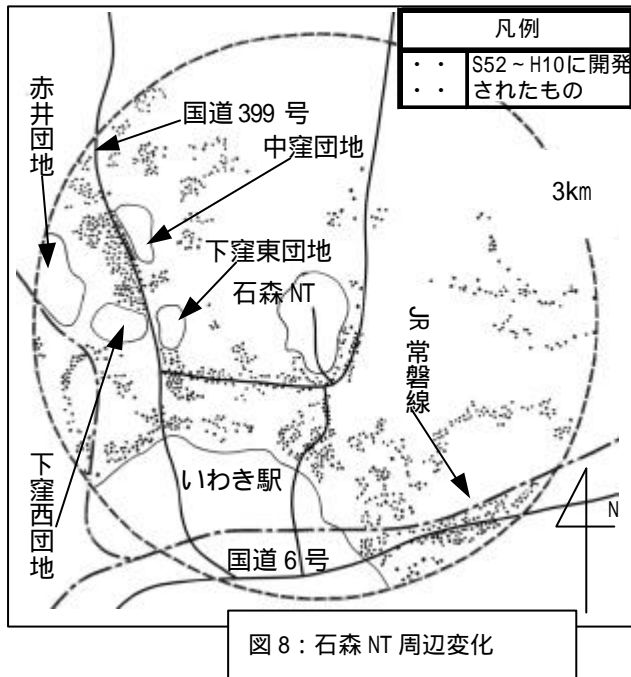 凡例
S52～H10に開発
されたもの
赤井団地
国道399号
中窪団地
3km
下窪東団地
石森NT
JR常磐線
下窪西団地
いわき駅
N
国道6号
図8：石森NT周辺変化